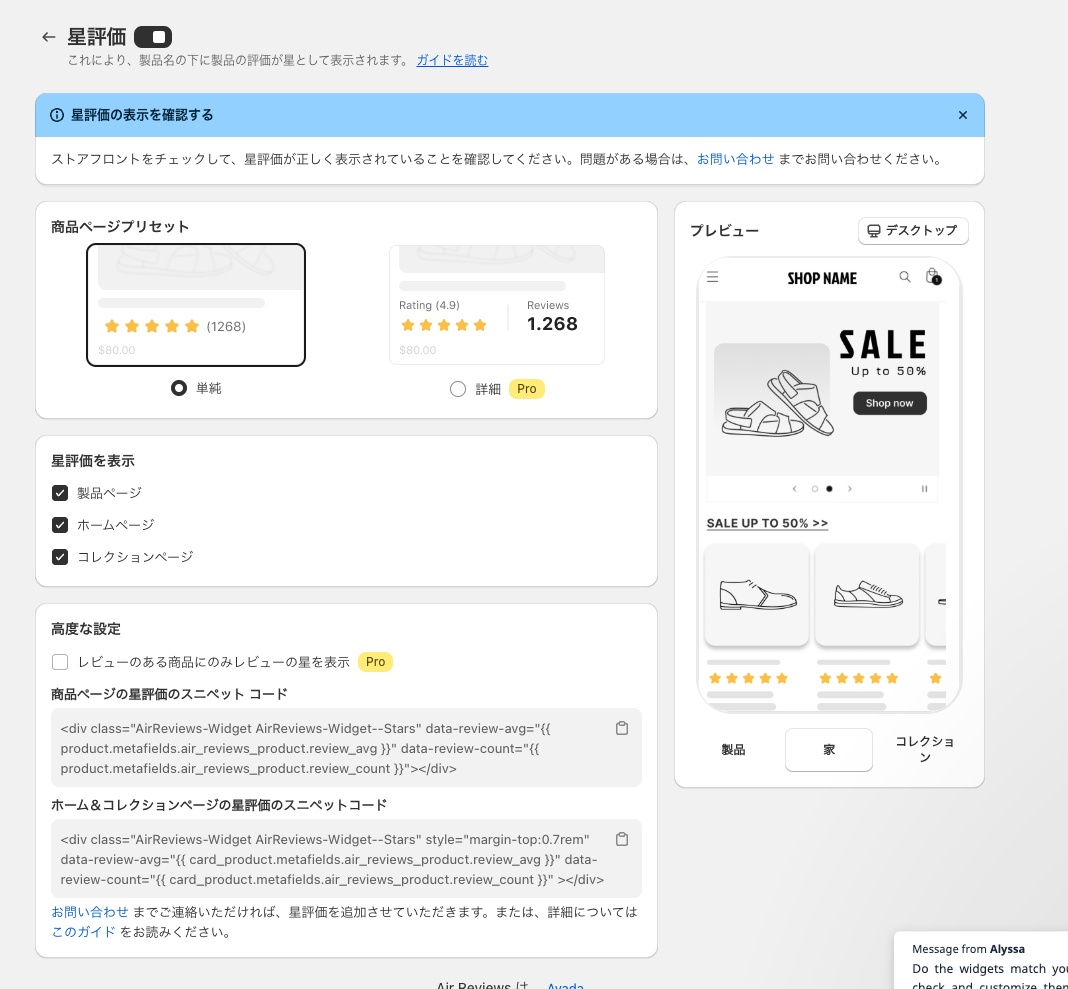 星評価
これにより、製品名の下に製品の評価が星として表示されます。 ガイドを読む
星評価の表示を確認する
ストアフロントをチェックして、星評価が正しく表示されていることを確認してください。問題がある場合は、お問い合わせ までお問い合わせください。
商品ページプリセット
(1268)
$80.00
単純
Rating (4.9)
Reviews
1.268
$80.00
詳細 Pro
星評価を表示
製品ページ
ホームページ
コレクションページ
高度な設定
レビューのある商品にのみレビューの星を表示 Pro
商品ページの星評価のスニペット コード
<div class="AirReviews-Widget AirReviews-Widget--Stars" data-review-avg="{{
product.metafields.air_reviews_product.review_avg }}" data-review-count="{{
product.metafields.air_reviews_product.review_count }}"></div>
ホーム＆コレクションページの星評価のスニペットコード
<div class="AirReviews-Widget AirReviews-Widget--Stars" style="margin-top:0.7rem"
data-review-avg="{{ card_product.metafields.air_reviews_product.review_avg }}" data-
review-count="{{ card_product.metafields.air_reviews_product.review_count }}" ></div>
お問い合わせ までご連絡いただければ、星評価を追加させていただきます。または、詳細については
このガイド をお読みください。
プレビュー
デスクトップ
SHOP NAME
1
SALE
Up to 50%
Shop now
SALE UP TO 50% >>
製品
家
コレクショ
ン
Message from Alyssa
Do the widgets match you
check and customize them
Air Reviews は Avada